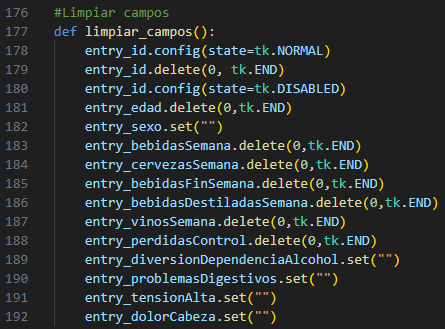 176 #Limpiar campos
177 def limpiar_campos():
178 entry_id.config(state=tk.NORMAL)
179 entry_id.delete(0, tk.END)
180 entry_id.config(state=tk.DISABLED)
181 entry_edad.delete(0,tk.END)
182 entry_sexo.set("")
183 entry_bebidasSemana.delete(0,tk.END)
184 entry_cervezasSemana.delete(0,tk.END)
185 entry_bebidasFinSemana.delete(0,tk.END)
186 entry_bebidasDestiladasSemana.delete(0,tk.END)
187 entry_vinosSemana.delete(0,tk.END)
188 entry_perdidasControl.delete(0,tk.END)
189 entry_diversionDependenciaAlcohol.set("")
190 entry_problemasDigestivos.set("")
191 entry_tensionAlta.set("")
192 entry_dolorCabeza.set("")